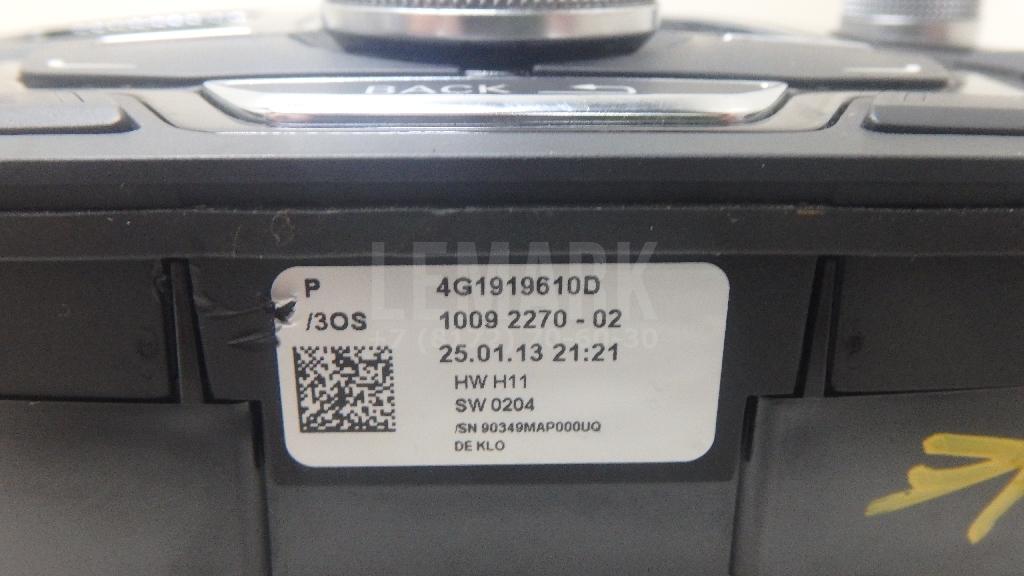 BACK
P 4G1919610D
/3OS 1009 2270 - 02
25.01.13 21:21
HW H11
SW 0204
/SN 90349MAP000UQ
DE KLO
LEMARK